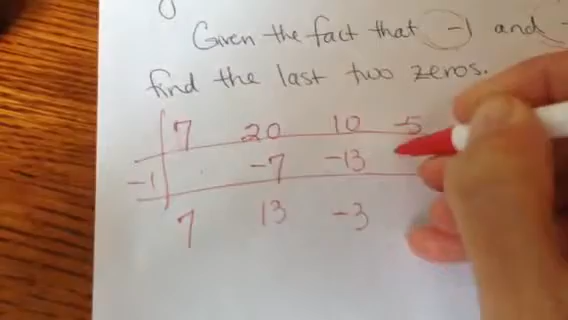 Given the fact that -1 and -
find the last two zeros.
7 20 10 -5
-1 -7 -13
7 13 -3